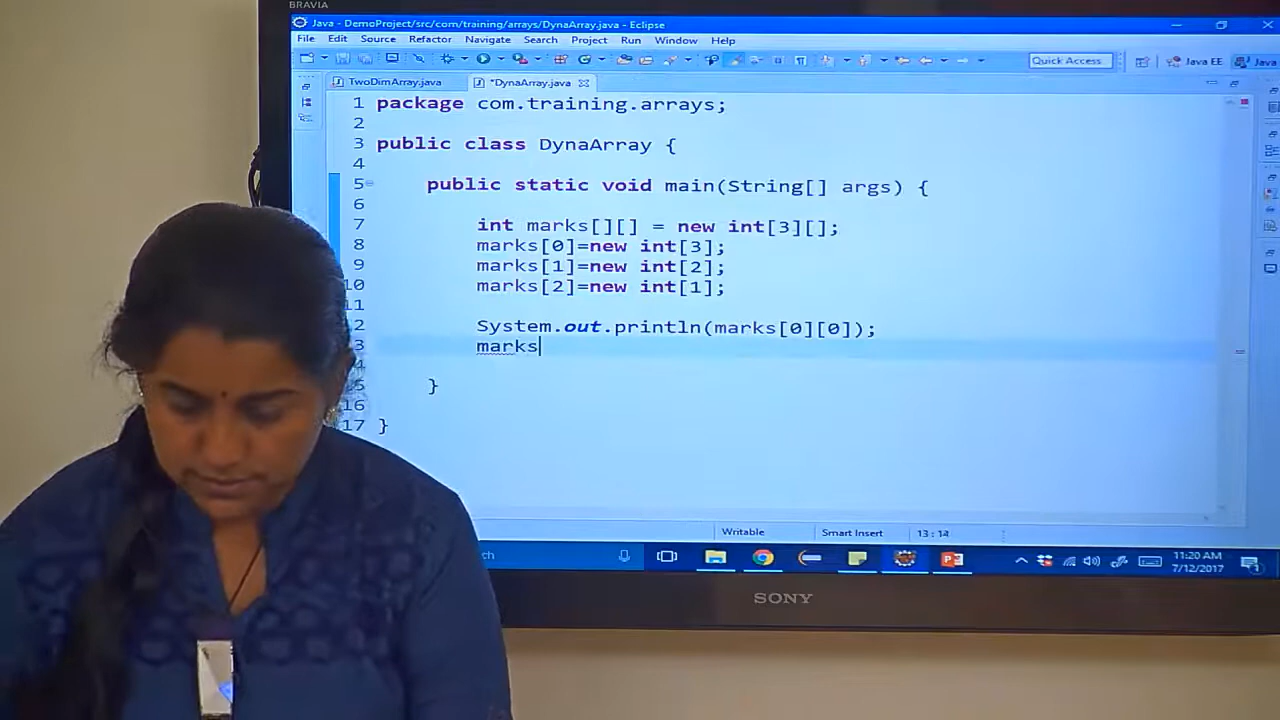 BRAVIA
Java - DemoProject/src/com/training/arrays/DynaArray.java - Eclipse
File Edit Source Refactor Navigate Search Project Run Window Help
Quick Access Java EE Java
TwoDimArray.java *DynaArray.java
1 package com.training.arrays;
2
3 public class DynaArray {
4
5 public static void main(String[] args) {
6
7 int marks[][] = new int[3][];
8 marks[0]=new int[3];
9 marks[1]=new int[2];
10 marks[2]=new int[1];
11
2 System.out.println(marks[0][0]);
3 marks
15 }
16
17 }
Writable Smart Insert 13:14
ch 11:20 AM
7/12/2017
SONY